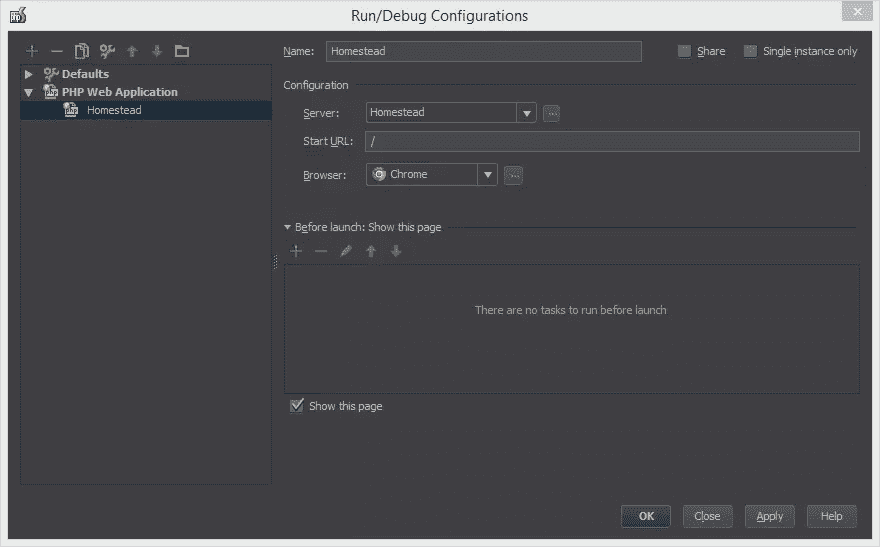 Run/Debug Configurations
Name: Homestead
Share
Single instance only
Defaults
PHP Web Application
Homestead
Configuration
Server: Homestead
Start URL: /
Browser: Chrome
Before launch: Show this page
There are no tasks to run before launch
Show this page
OK
Close
Apply
Help